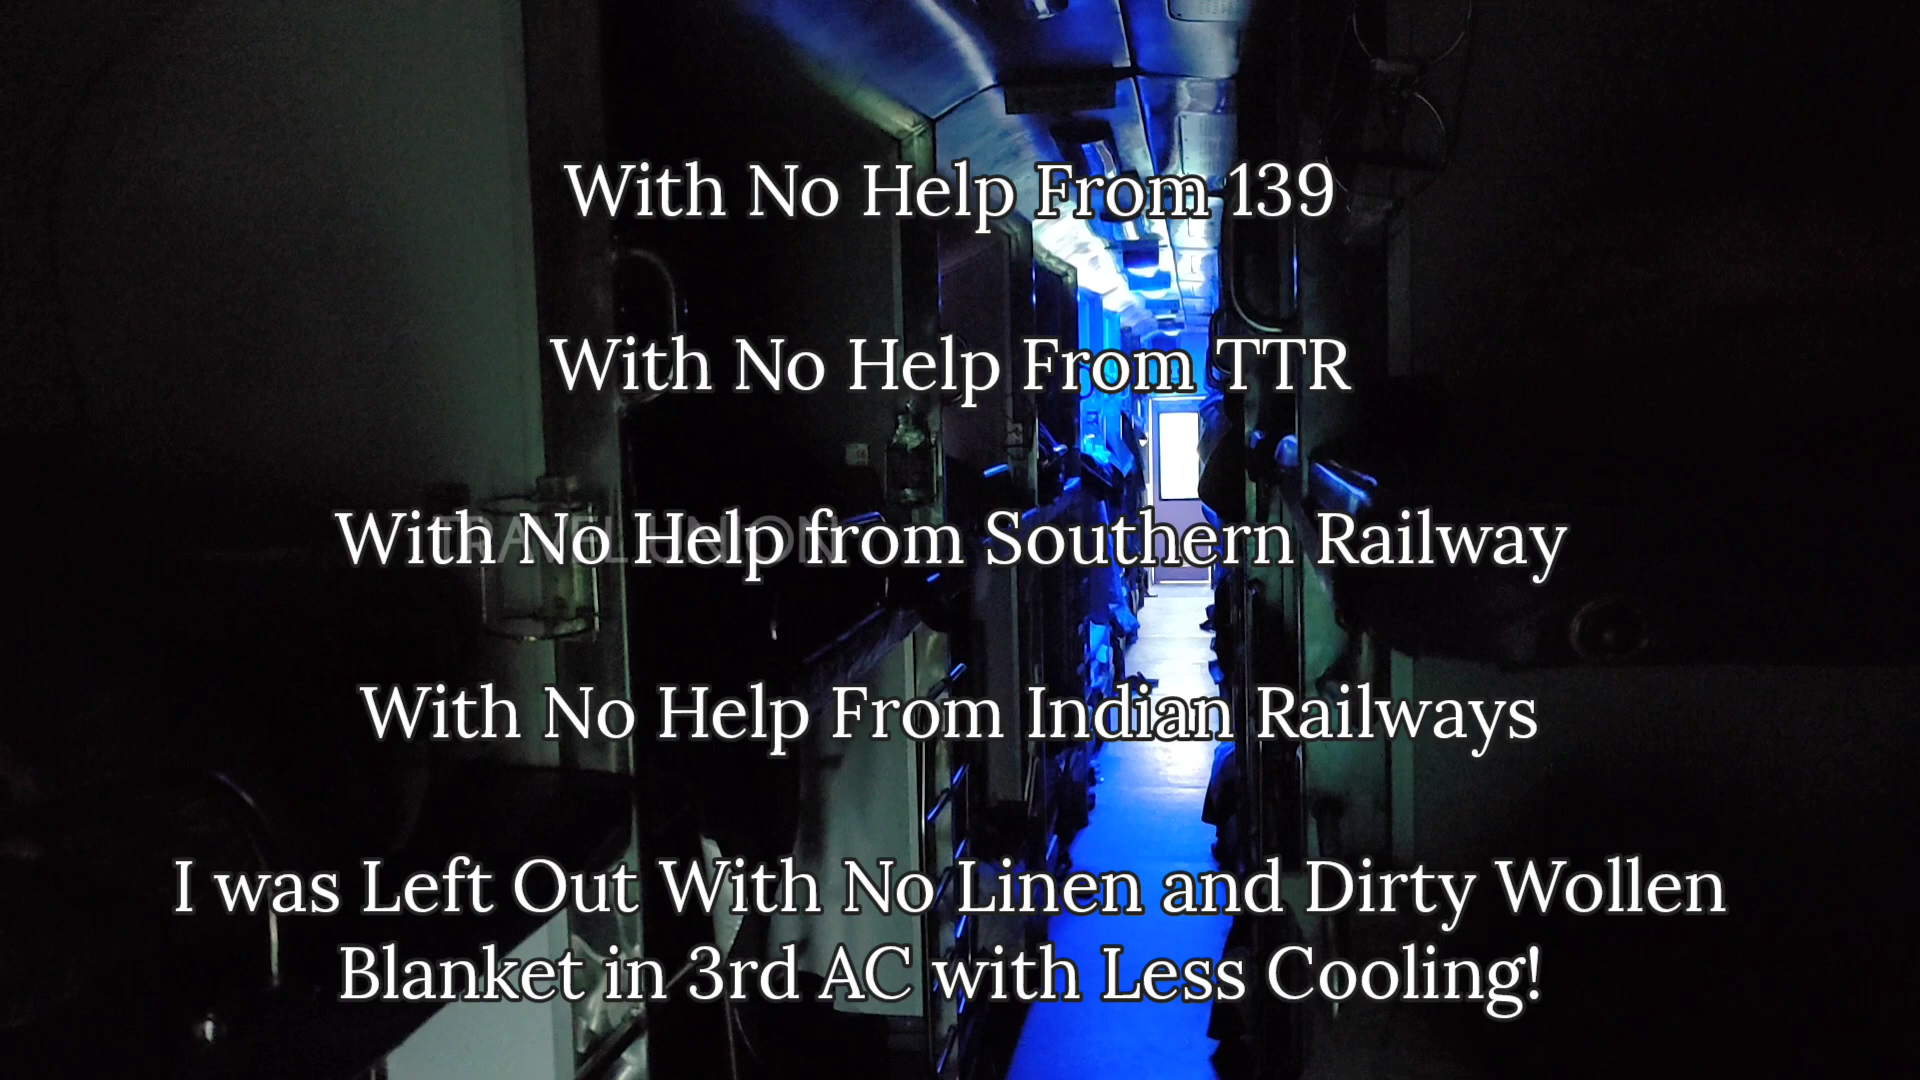 With No Help From 139
With No Help From TTR
With No Help from Southern Railway
TRAVEL UNION
With No Help From Indian Railways
I was Left Out With No Linen and Dirty Wollen
Blanket in 3rd AC with Less Cooling!